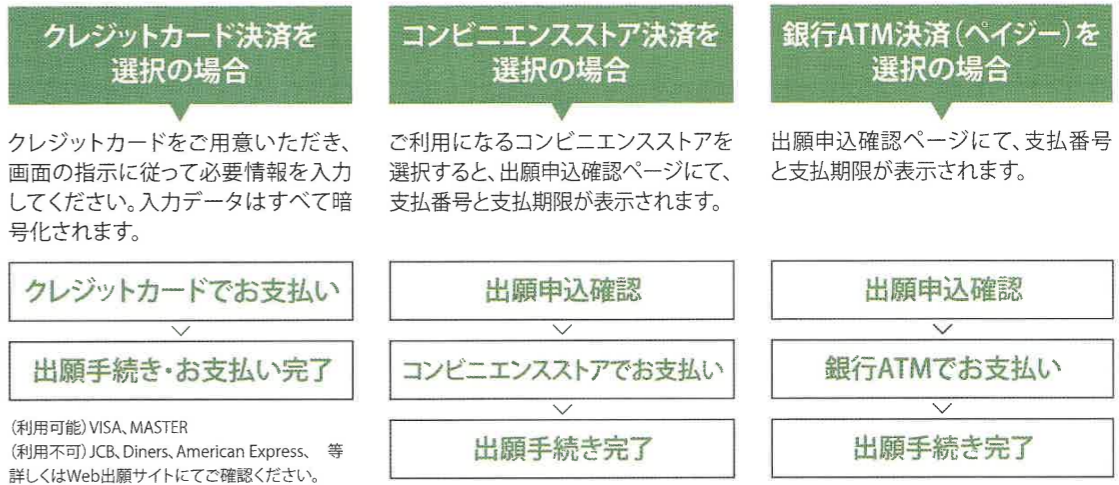 クレジットカード決済を
選択の場合
クレジットカードをご用意いただき、
画面の指示に従って必要情報を入力
してください。入力データはすべて暗
号化されます。
クレジットカードでお支払い
出願手続き・お支払い完了
(利用可能)VISA、MASTER
(利用不可)JCB、Diners、American Express、 等
詳しくはWeb出願サイトにてご確認ください。
コンビニエンスストア決済を
選択の場合
ご利用になるコンビニエンスストアを
選択すると、出願申込確認ページにて、
支払番号と支払期限が表示されます。
出願申込確認
コンビニエンスストアでお支払い
出願手続き完了
銀行ATM決済(ペイジー)を
選択の場合
出願申込確認ページにて、支払番号
と支払期限が表示されます。
出願申込確認
銀行ATMでお支払い
出願手続き完了